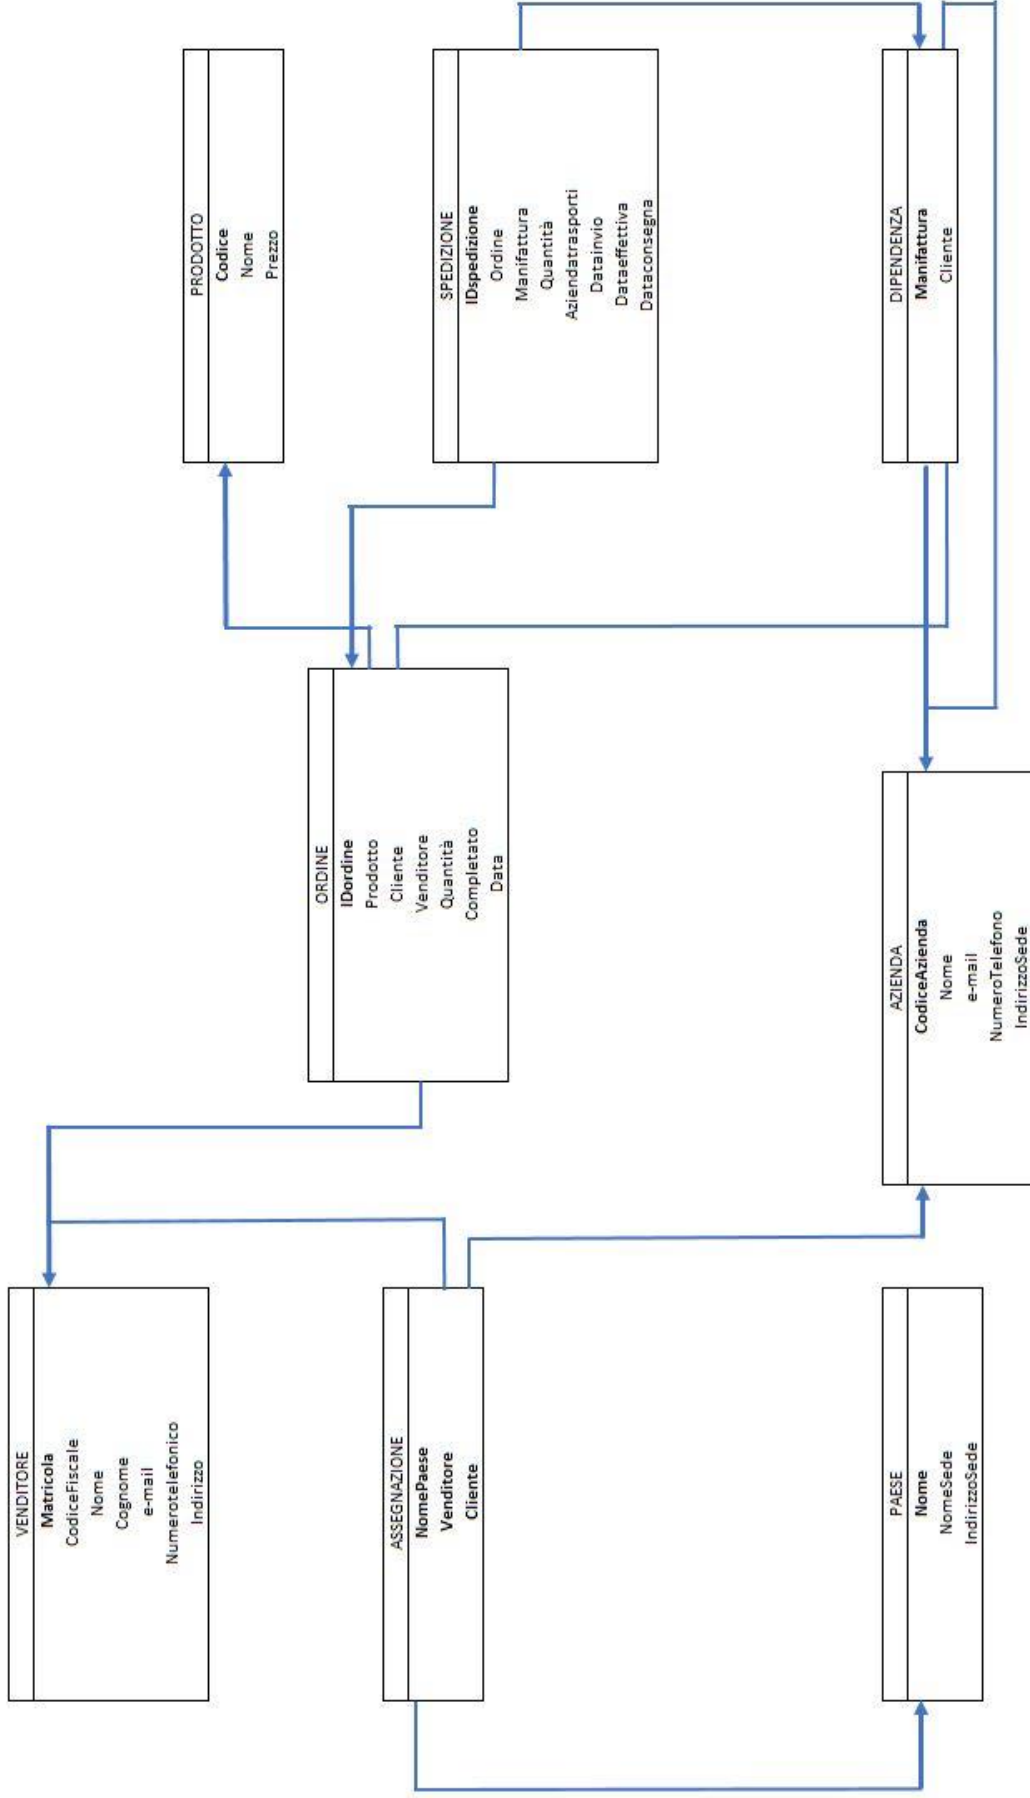 VENDITORE
Matricola
CodiceFiscale
Nome
Cognome
e-mail
Numerotelefonico
Indirizzo
PRODOTTO
Codice
Nome
Prezzo
ORDINE
IDordine
Prodotto
Cliente
Venditore
Quantità
Completato
Data
ASSEGNAZIONE
NomePaese
Venditore
Cliente
SPEDIZIONE
IDspedizione
Ordine
Manifattura
Quantità
Aziendatrasporti
Datainvio
Dataeffettiva
Dataconsegna
PAESE
Nome
NomeSede
IndirizzoSede
AZIENDA
CodiceAzienda
Nome
e-mail
NumeroTelefono
IndirizzoSede
DIPENDENZA
Manifattura
Cliente